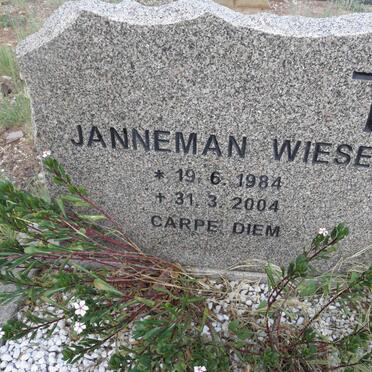 JANNEMAN WIESE
* 19. 6. 1984
+ 31. 3. 2004
CARPE DIEM